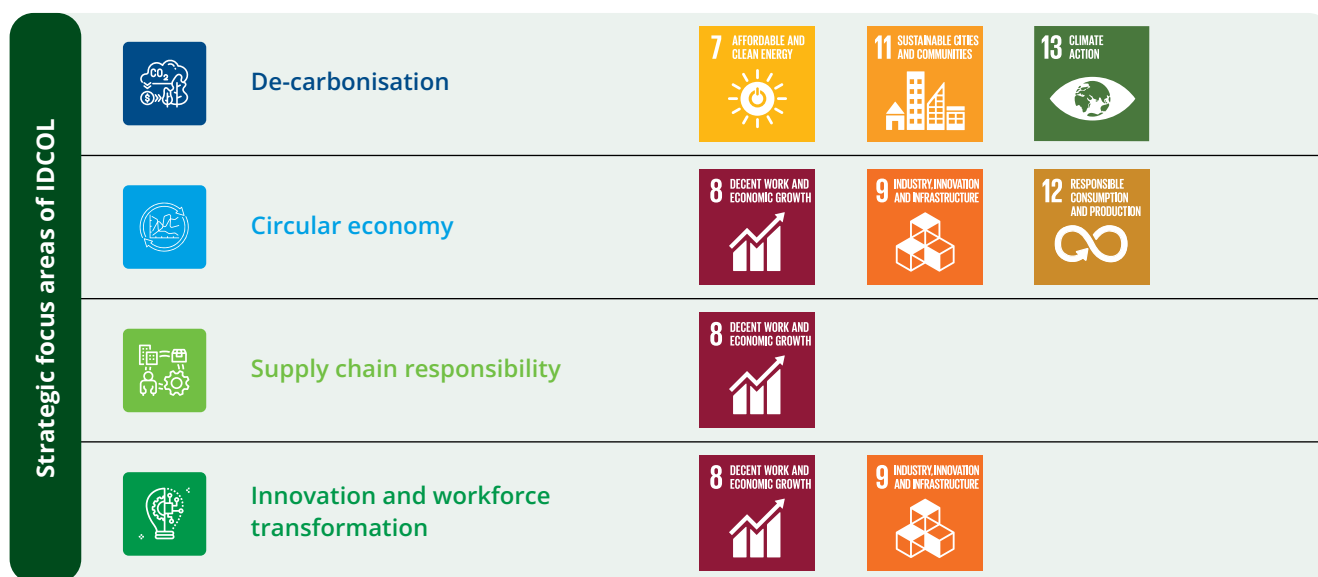 Strategic focus areas of IDCOL
CO2
$
De-carbonisation
7 AFFORDABLE AND
CLEAN ENERGY
11 SUSTAINABLE CITIES
AND COMMUNITIES
13 CLIMATE
ACTION
Circular economy
8 DECENT WORK AND
ECONOMIC GROWTH
9 INDUSTRY, INNOVATION
AND INFRASTRUCTURE
12 RESPONSIBLE
CONSUMPTION
AND PRODUCTION
Supply chain responsibility
8 DECENT WORK AND
ECONOMIC GROWTH
Innovation and workforce
transformation
8 DECENT WORK AND
ECONOMIC GROWTH
9 INDUSTRY, INNOVATION
AND INFRASTRUCTURE